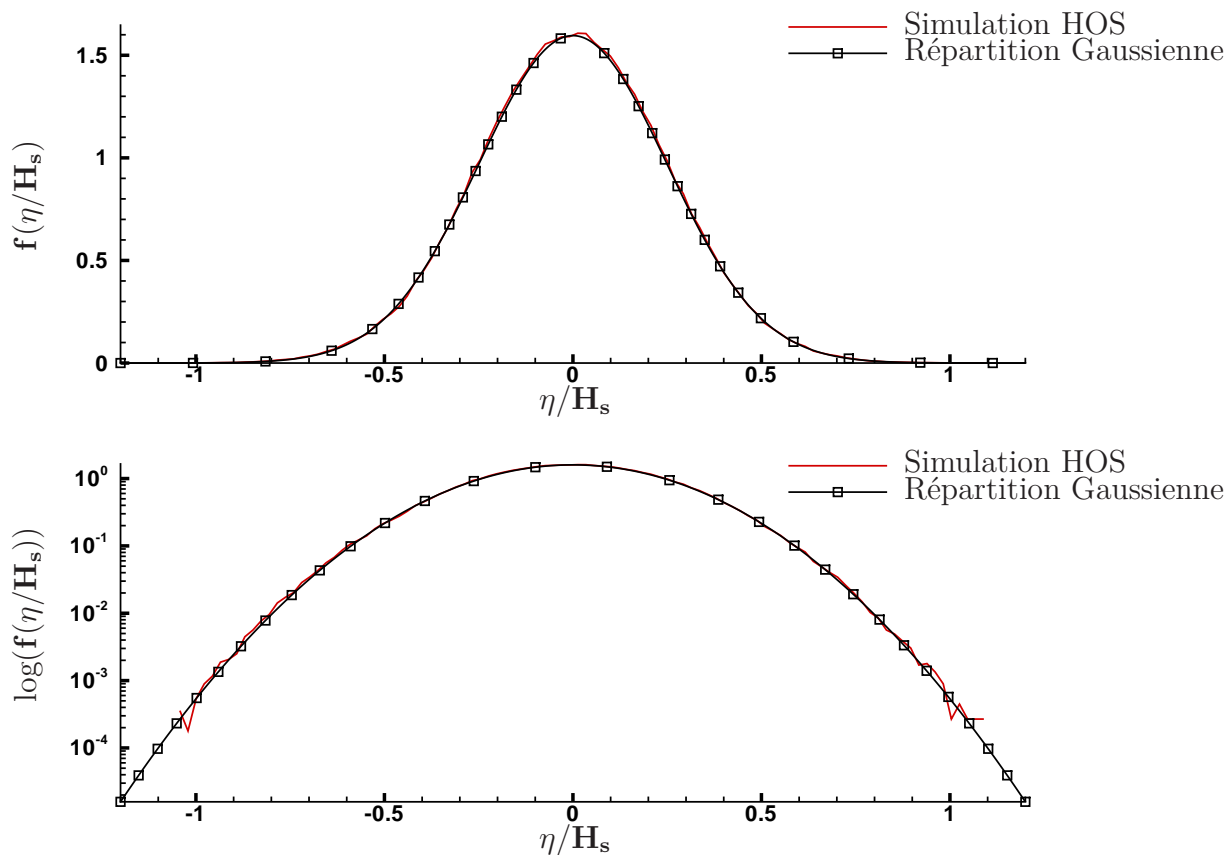 Simulation HOS
Répartition Gaussienne
f(η/Hₛ)
1.5
1
0.5
0
-1 -0.5 0 0.5 1
η/Hₛ
Simulation HOS
Répartition Gaussienne
log(f(η/Hₛ))
10⁰
10⁻¹
10⁻²
10⁻³
10⁻⁴
-1 -0.5 0 0.5 1
η/Hₛ